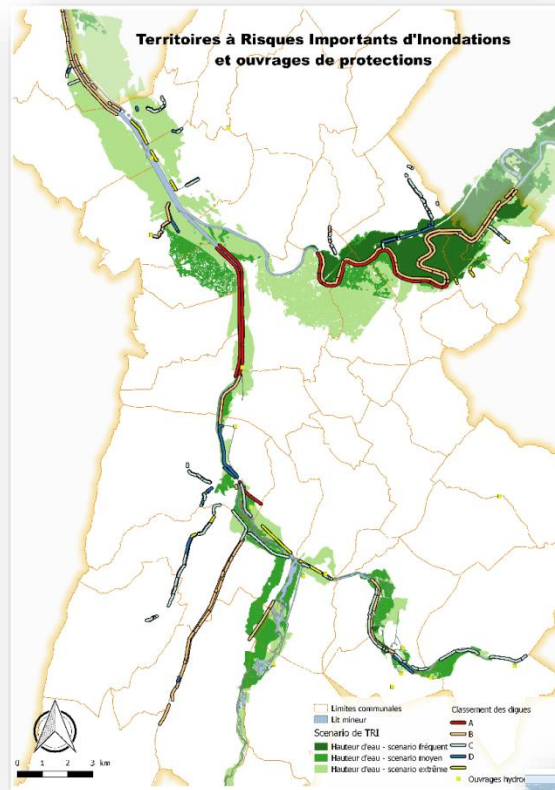 Territoires à Risques Importants d'Inondations
et ouvrages de protections
Limites communales
Lit mineur
Scenario de TRI
Hauteur d'eau - scenario fréquent
Hauteur d'eau - scenario moyen
Hauteur d'eau - scenario extrême
Classement des digues
A
B
C
D
Ouvrages hydro
0 1 2 3 km